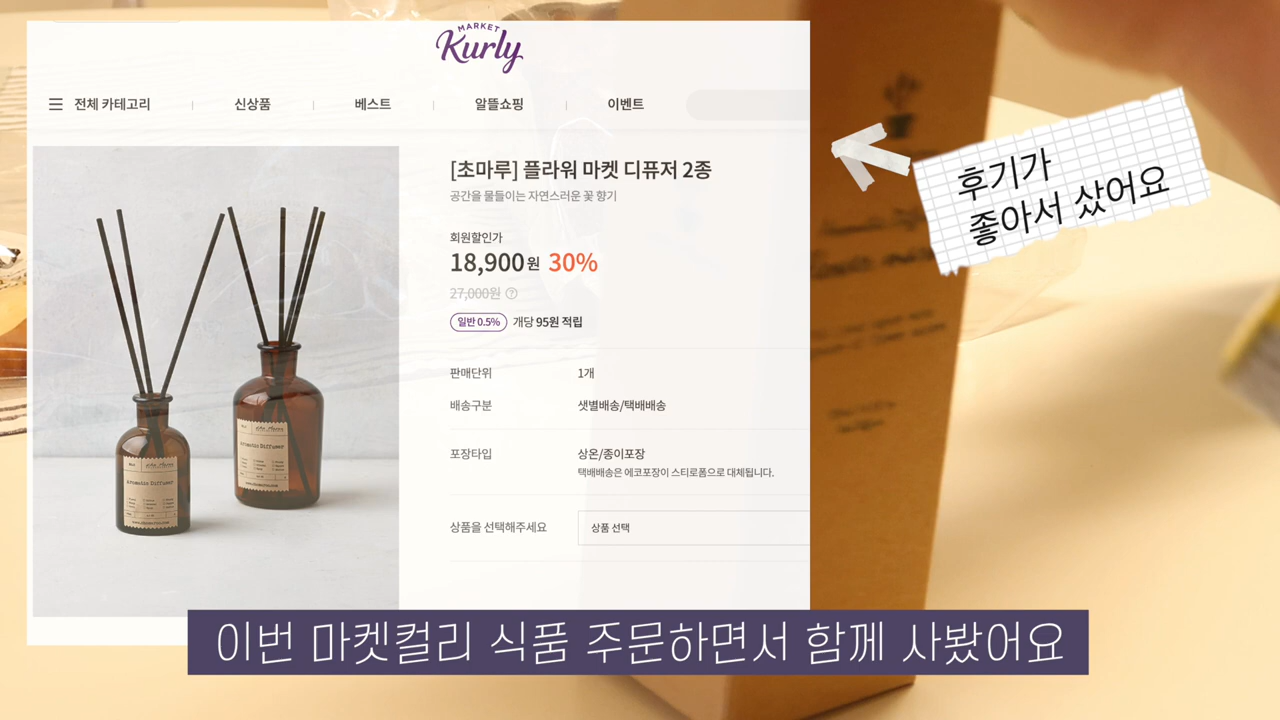 MARKET
Kurly
전체 카테고리
신상품
베스트
알뜰쇼핑
이벤트
[초마루] 플라워 마켓 디퓨저 2종
공간을 물들이는 자연스러운 꽃 향기
회원할인가
18,900원 30%
27,000원 ?
일반 0.5% 개당 95원 적립
판매단위 1개
배송구분 샛별배송/택배배송
포장타입 상온/종이포장
택배배송은 에코포장이 스티로폼으로 대체됩니다.
상품을 선택해주세요 상품 선택
Aromatic Diffuser
Aromatic Diffuser
후기가
좋아서 샀어요
이번 마켓컬리 식품 주문하면서 함께 사봤어요